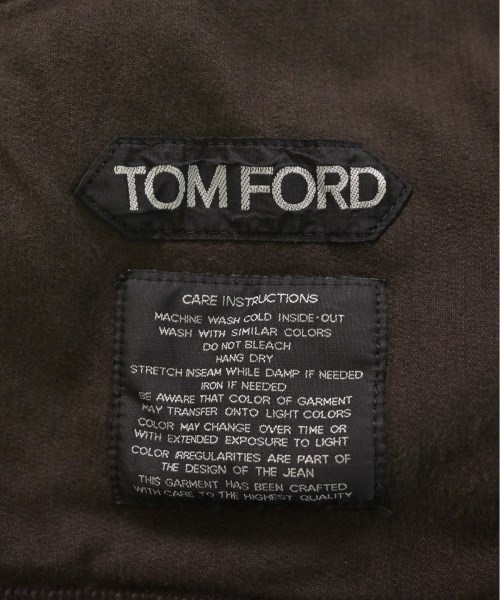 TOM FORD
CARE INSTRUCTIONS
MACHINE WASH COLD INSIDE-OUT
WASH WITH SIMILAR COLORS
DO NOT BLEACH
HANG DRY
STRETCH INSEAM WHILE DAMP IF NEEDED
IRON IF NEEDED
BE AWARE THAT COLOR OF GARMENT
MAY TRANSFER ONTO LIGHT COLORS
COLOR MAY CHANGE OVER TIME OR
WITH EXTENDED EXPOSURE TO LIGHT
COLOR IRREGULARITIES ARE PART OF
THE DESIGN OF THE JEAN
THIS GARMENT HAS BEEN CRAFTED
WITH CARE TO THE HIGHEST QUALITY